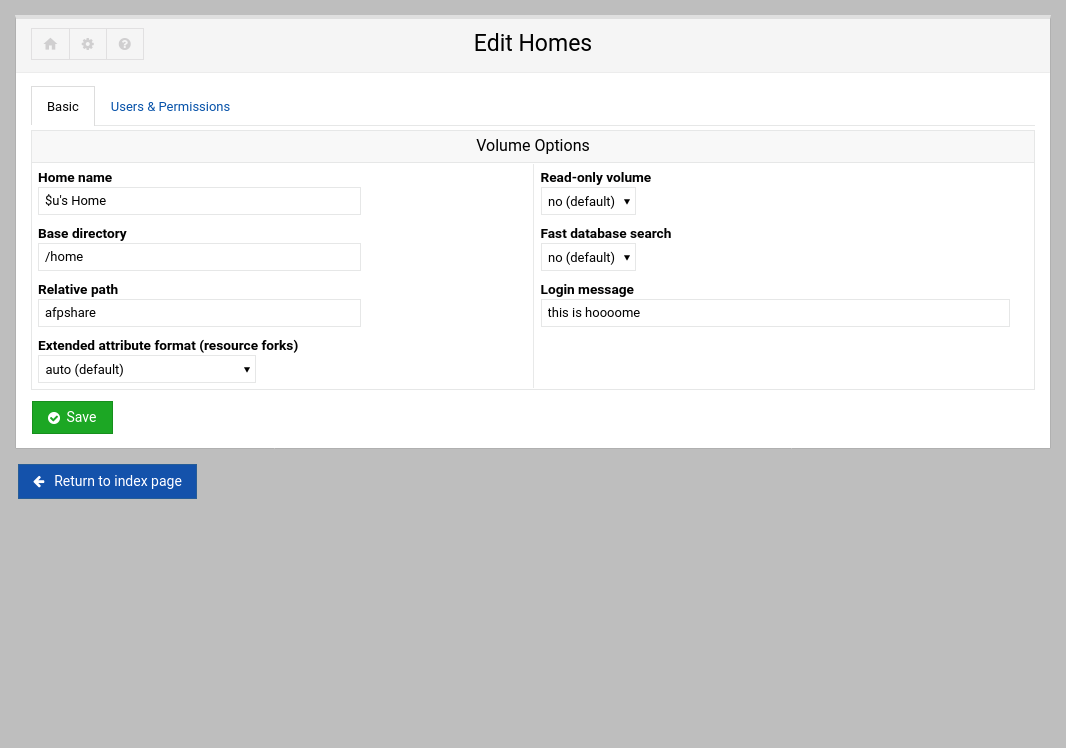 Edit Homes
Basic
Users & Permissions
Volume Options
Home name
$u's Home
Base directory
/home
Relative path
afpshare
Extended attribute format (resource forks)
auto (default)
Read-only volume
no (default)
Fast database search
no (default)
Login message
this is hoooome
Save
Return to index page